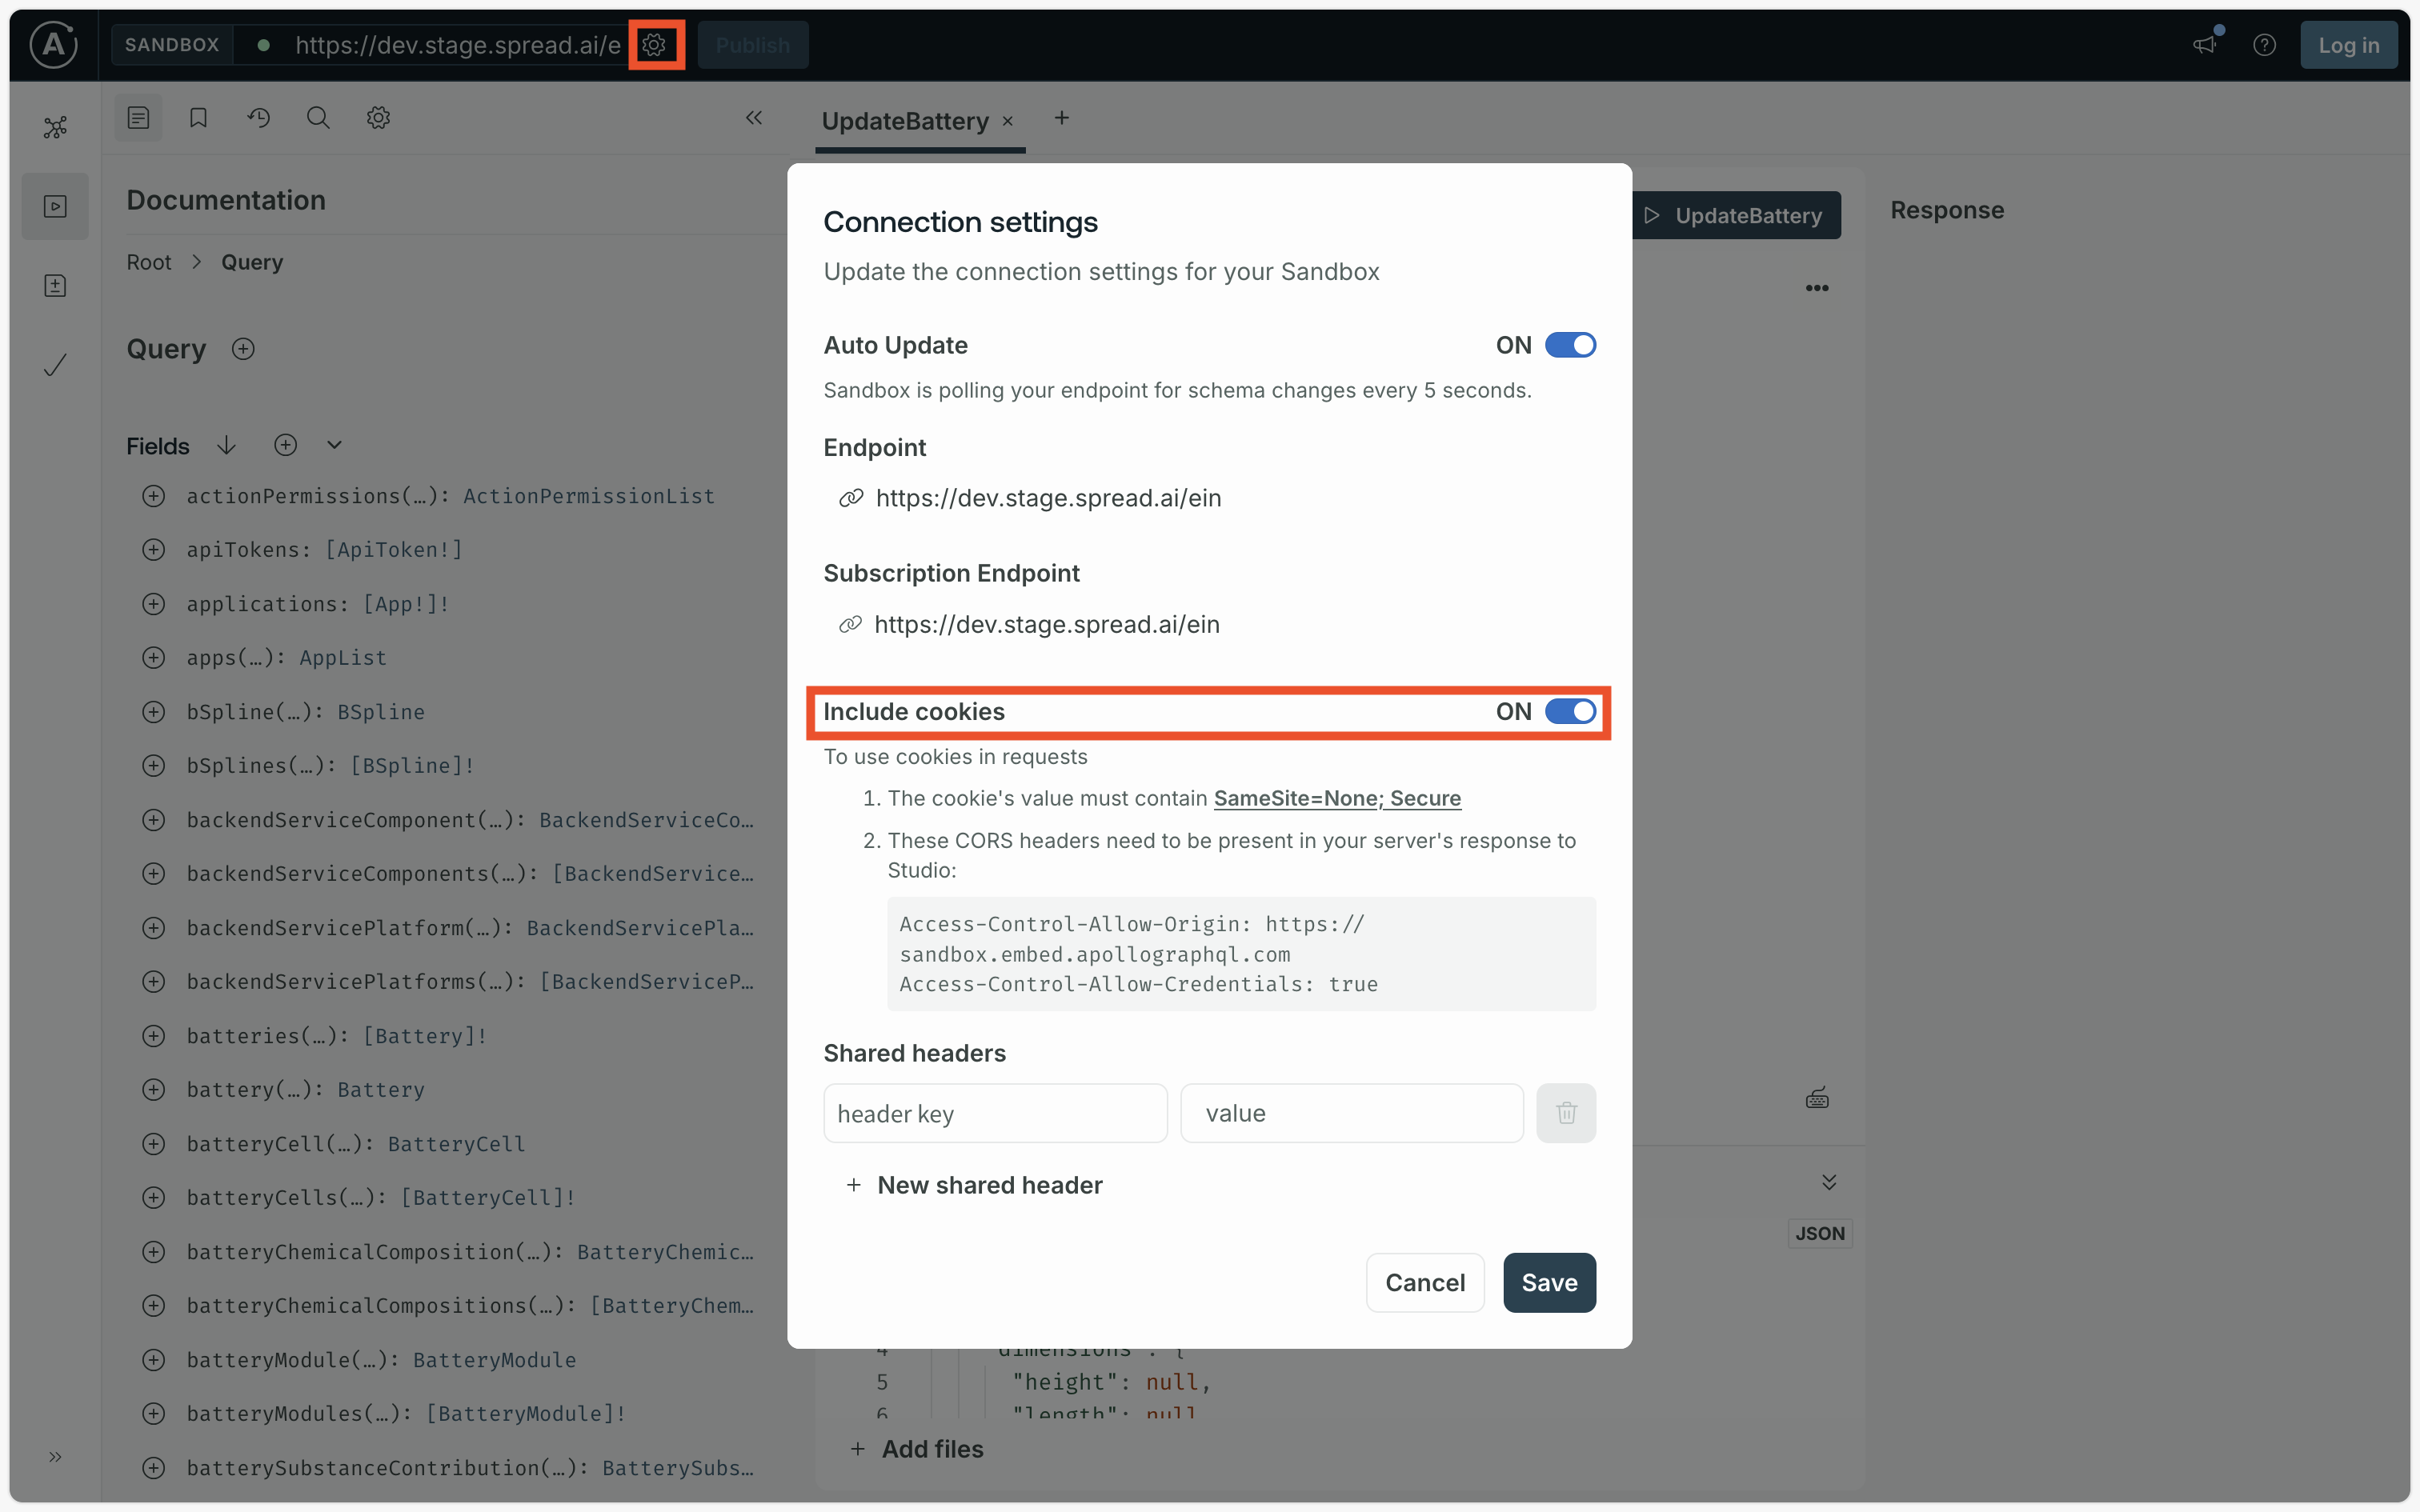 SANDBOX
https://dev.stage.spread.ai/e
Publish
Log in
UpdateBattery
Documentation
Root > Query
Query
Fields
actionPermissions(…): ActionPermissionList
apiTokens: [ApiToken!]
applications: [App!]!
apps(…): AppList
bSpline(…): BSpline
bSplines(…): [BSpline]!
backendServiceComponent(…): BackendServiceCo…
backendServiceComponents(…): [BackendService…
backendServicePlatform(…): BackendServicePla…
backendServicePlatforms(…): [BackendServiceP…
batteries(…): [Battery]!
battery(…): Battery
batteryCell(…): BatteryCell
batteryCells(…): [BatteryCell]!
batteryChemicalComposition(…): BatteryChemic…
batteryChemicalCompositions(…): [BatteryChem…
batteryModule(…): BatteryModule
batteryModules(…): [BatteryModule]!
batterySubstanceContribution(…): BatterySubs…
Connection settings
Update the connection settings for your Sandbox
Auto Update ON
Sandbox is polling your endpoint for schema changes every 5 seconds.
Endpoint
https://dev.stage.spread.ai/ein
Subscription Endpoint
https://dev.stage.spread.ai/ein
Include cookies ON
To use cookies in requests
1. The cookie's value must contain SameSite=None; Secure
2. These CORS headers need to be present in your server's response to
Studio:
Access-Control-Allow-Origin: https://
sandbox.embed.apollographql.com
Access-Control-Allow-Credentials: true
Shared headers
header key value
+ New shared header
Cancel Save
4 "dimensions": {
5 "height": null,
6 "length": null
+ Add files
UpdateBattery
JSON
Response